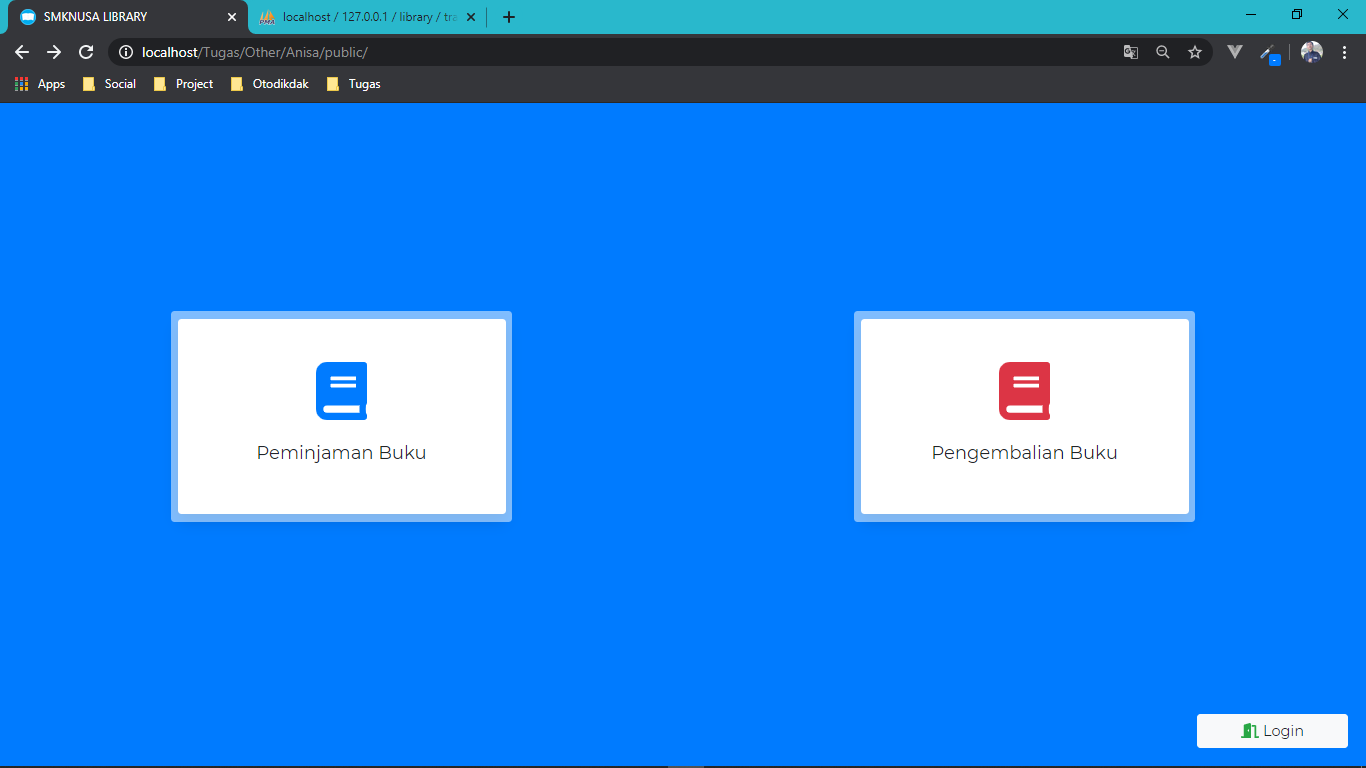 SMKNUSA LIBRARY
localhost / 127.0.0.1 / library / tra
localhost/Tugas/Other/Anisa/public/
Apps Social Project Otodikdak Tugas
Peminjaman Buku Pengembalian Buku
Login